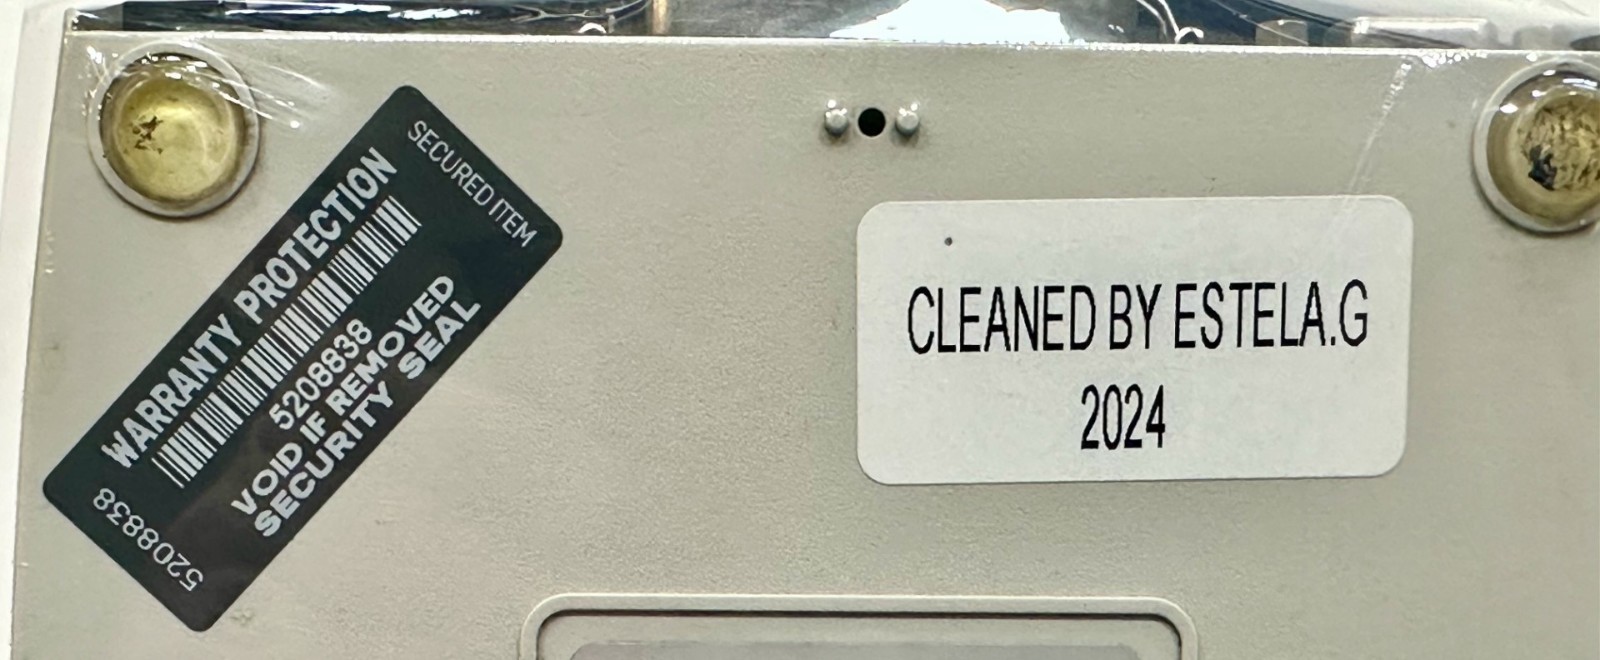 SECURED ITEM
WARRANTY PROTECTION
5208838
VOID IF REMOVED
SECURITY SEAL
5208838
CLEANED BY ESTELA.G
2024